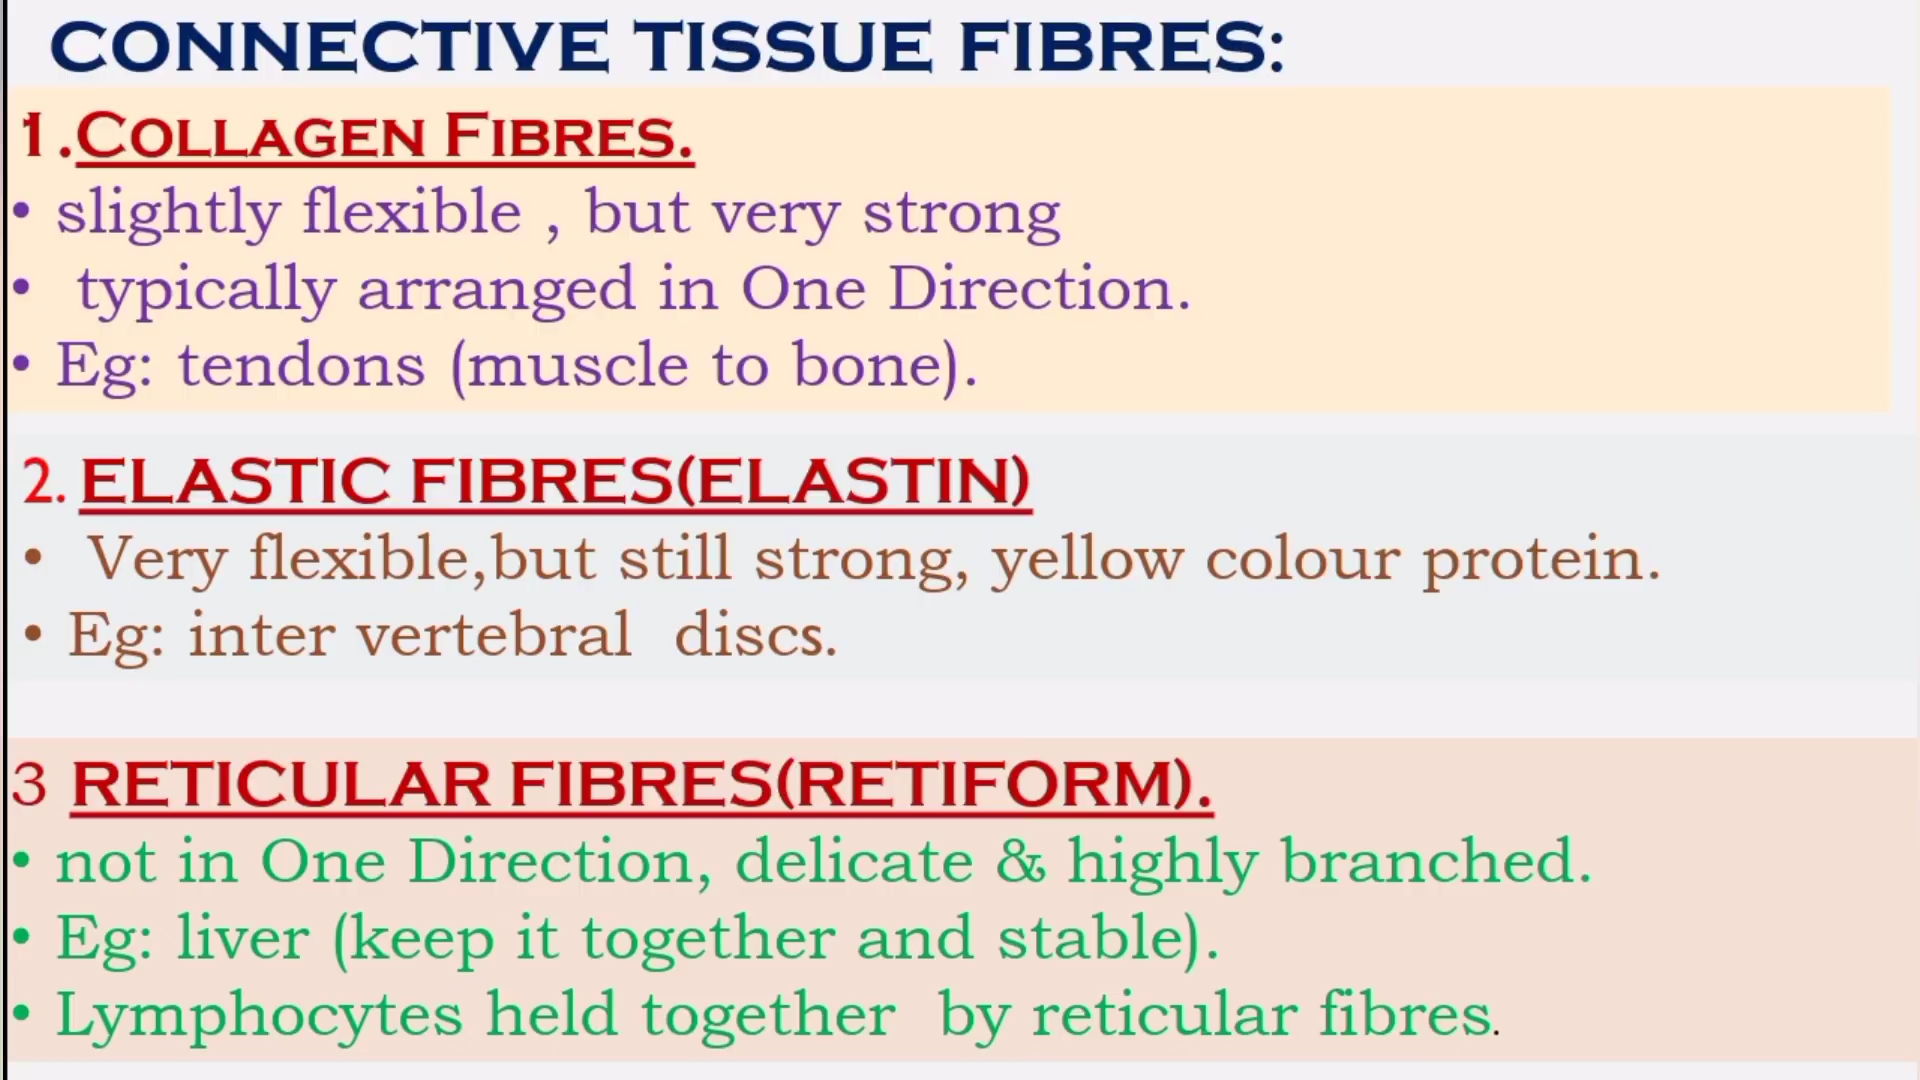 CONNECTIVE TISSUE FIBRES:
1.COLLAGEN FIBRES.
• slightly flexible , but very strong
• typically arranged in One Direction.
• Eg: tendons (muscle to bone).
2. ELASTIC FIBRES(ELASTIN)
• Very flexible,but still strong, yellow colour protein.
• Eg: inter vertebral discs.
3 RETICULAR FIBRES(RETIFORM).
• not in One Direction, delicate & highly branched.
• Eg: liver (keep it together and stable).
• Lymphocytes held together by reticular fibres.